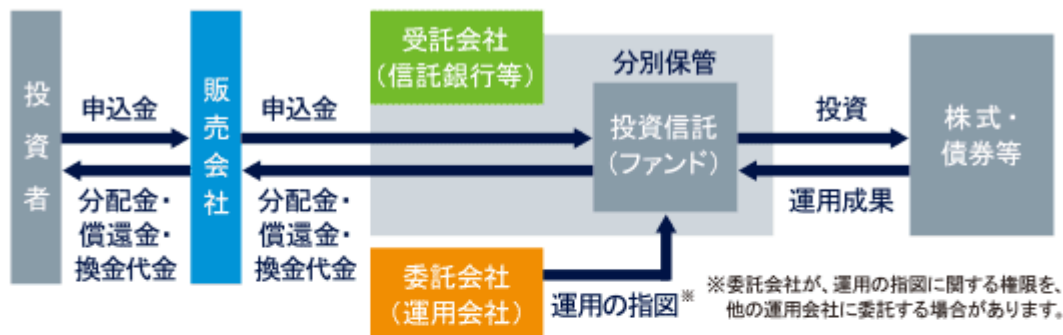 投資者
申込金
分配金・
償還金・
換金代金
販売会社
申込金
分配金・
償還金・
換金代金
受託会社
（信託銀行等）
分別保管
投資信託
（ファンド）
委託会社
（運用会社）
運用の指図※
投資
運用成果
株式・
債券等
※委託会社が、運用の指図に関する権限を、
他の運用会社に委託する場合があります。